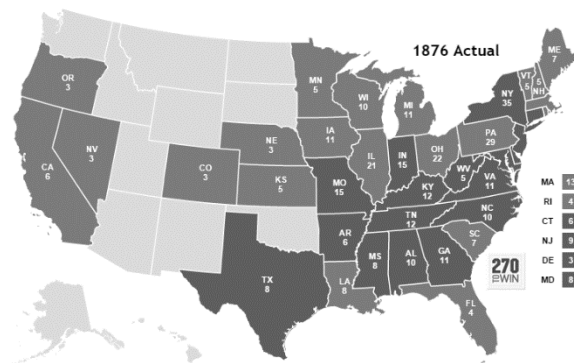 1876 Actual
OR
3
CA
6
NV
3
CO
3
NE
3
KS
5
TX
8
MN
5
IA
11
MO
15
AR
6
LA
8
WI
10
IL
21
MI
11
IN
15
OH
22
KY
12
TN
12
MS
8
AL
10
GA
11
FL
4
SC
7
NC
10
VA
11
WV
5
PA
29
NY
35
VT
5
5
NH
ME
7
MA 13
RI 4
CT 6
NJ 9
DE 3
MD 8
270
TO
WIN